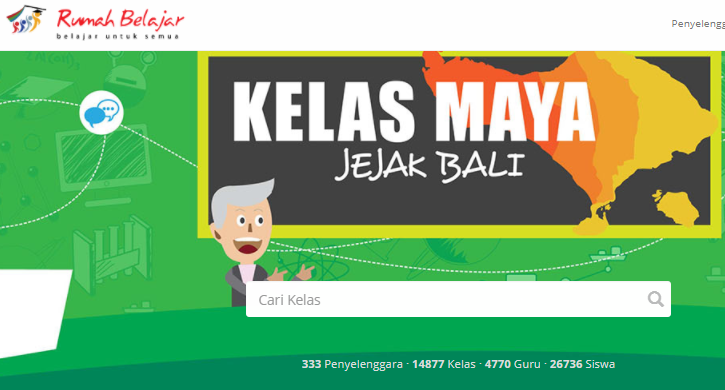 Rumah Belajar
belajar untuk semua
KELAS MAYA
JEJAK BALI
Cari Kelas
333 Penyelenggara · 14877 Kelas · 4770 Guru · 26736 Siswa